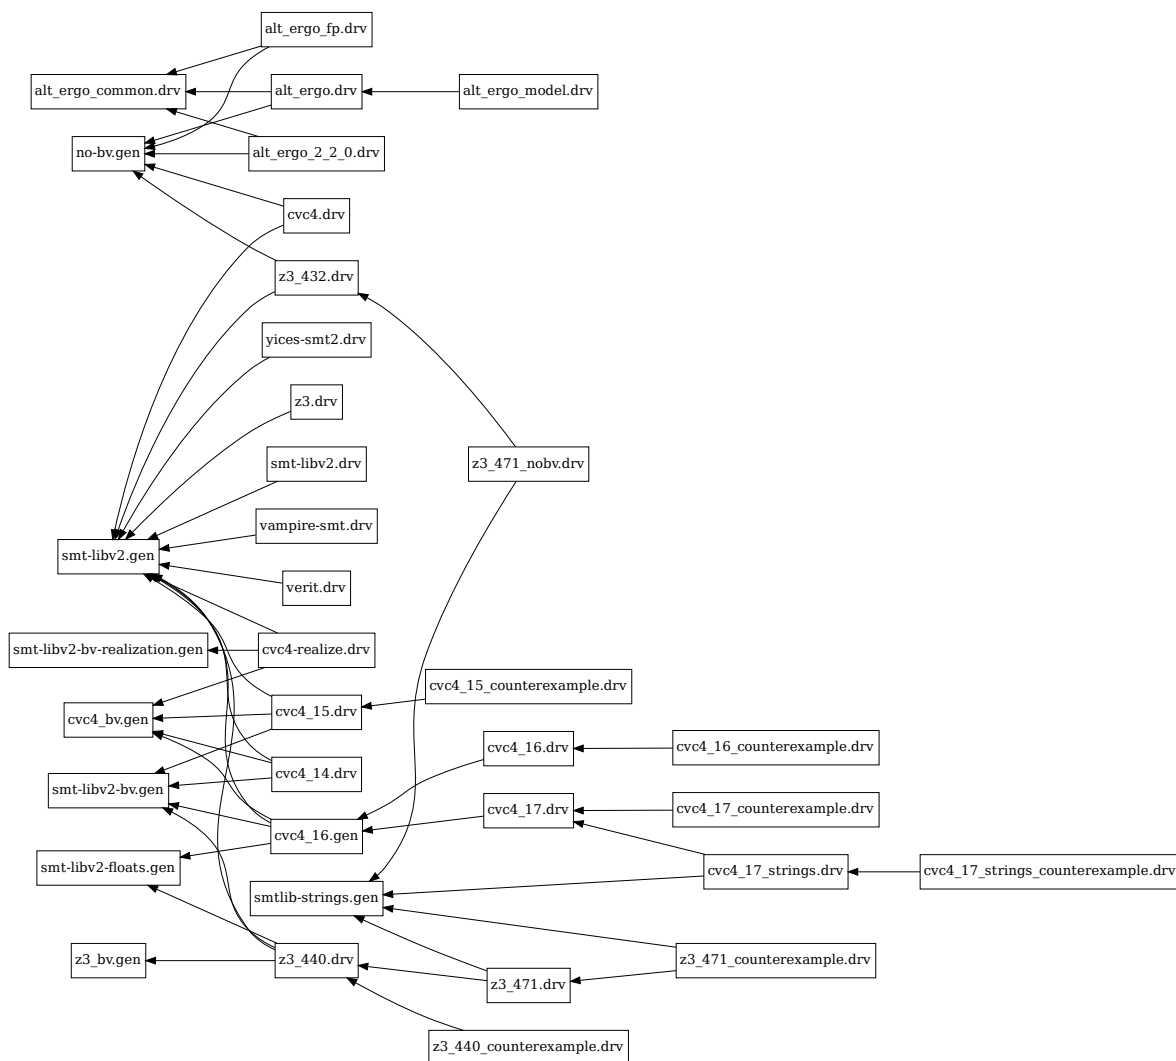 alt_ergo_fp.drv
alt_ergo_common.drv
alt_ergo.drv
alt_ergo_model.drv
no-bv.gen
alt_ergo_2_2_0.drv
cvc4.drv
z3_432.drv
yices-smt2.drv
z3.drv
smt-libv2.drv
z3_471_nobv.drv
vampire-smt.drv
smt-libv2.gen
verit.drv
smt-libv2-bv-realization.gen
cvc4-realize.drv
cvc4_15_counterexample.drv
cvc4_bv.gen
cvc4_15.drv
cvc4_16.drv
cvc4_16_counterexample.drv
smt-libv2-bv.gen
cvc4_14.drv
cvc4_17.drv
cvc4_17_counterexample.drv
cvc4_16.gen
smt-libv2-floats.gen
cvc4_17_strings.drv
cvc4_17_strings_counterexample.drv
smtlib-strings.gen
z3_bv.gen
z3_440.drv
z3_471_counterexample.drv
z3_471.drv
z3_440_counterexample.drv